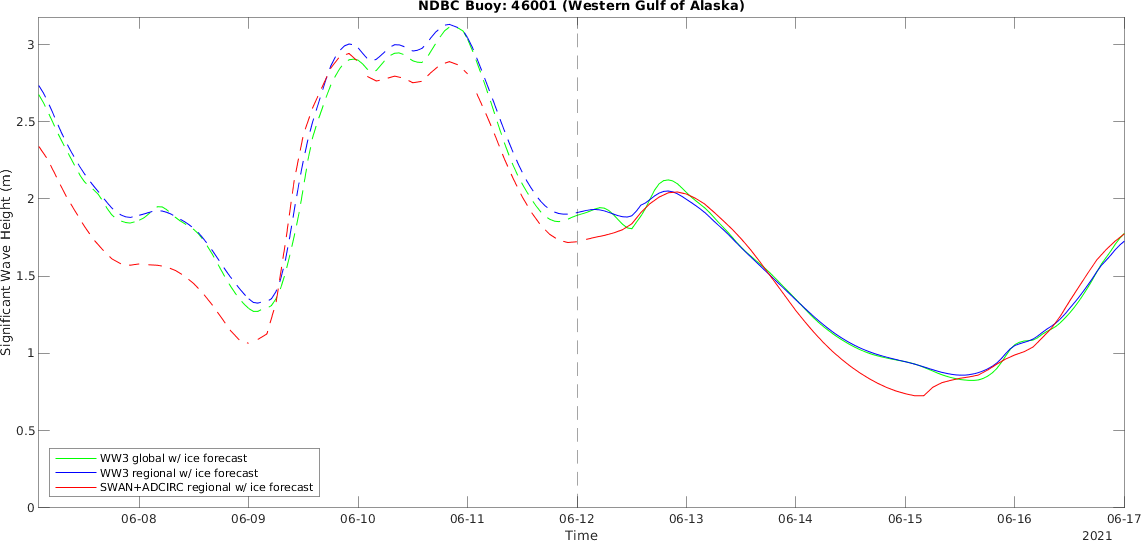 NDBC Buoy: 46001 (Western Gulf of Alaska)
Significant Wave Height (m)
3
2.5
2
1.5
1
0.5
0
WW3 global w/ ice forecast
WW3 regional w/ ice forecast
SWAN+ADCIRC regional w/ ice forecast
06-08 06-09 06-10 06-11 06-12 06-13 06-14 06-15 06-16 06-17
Time
2021